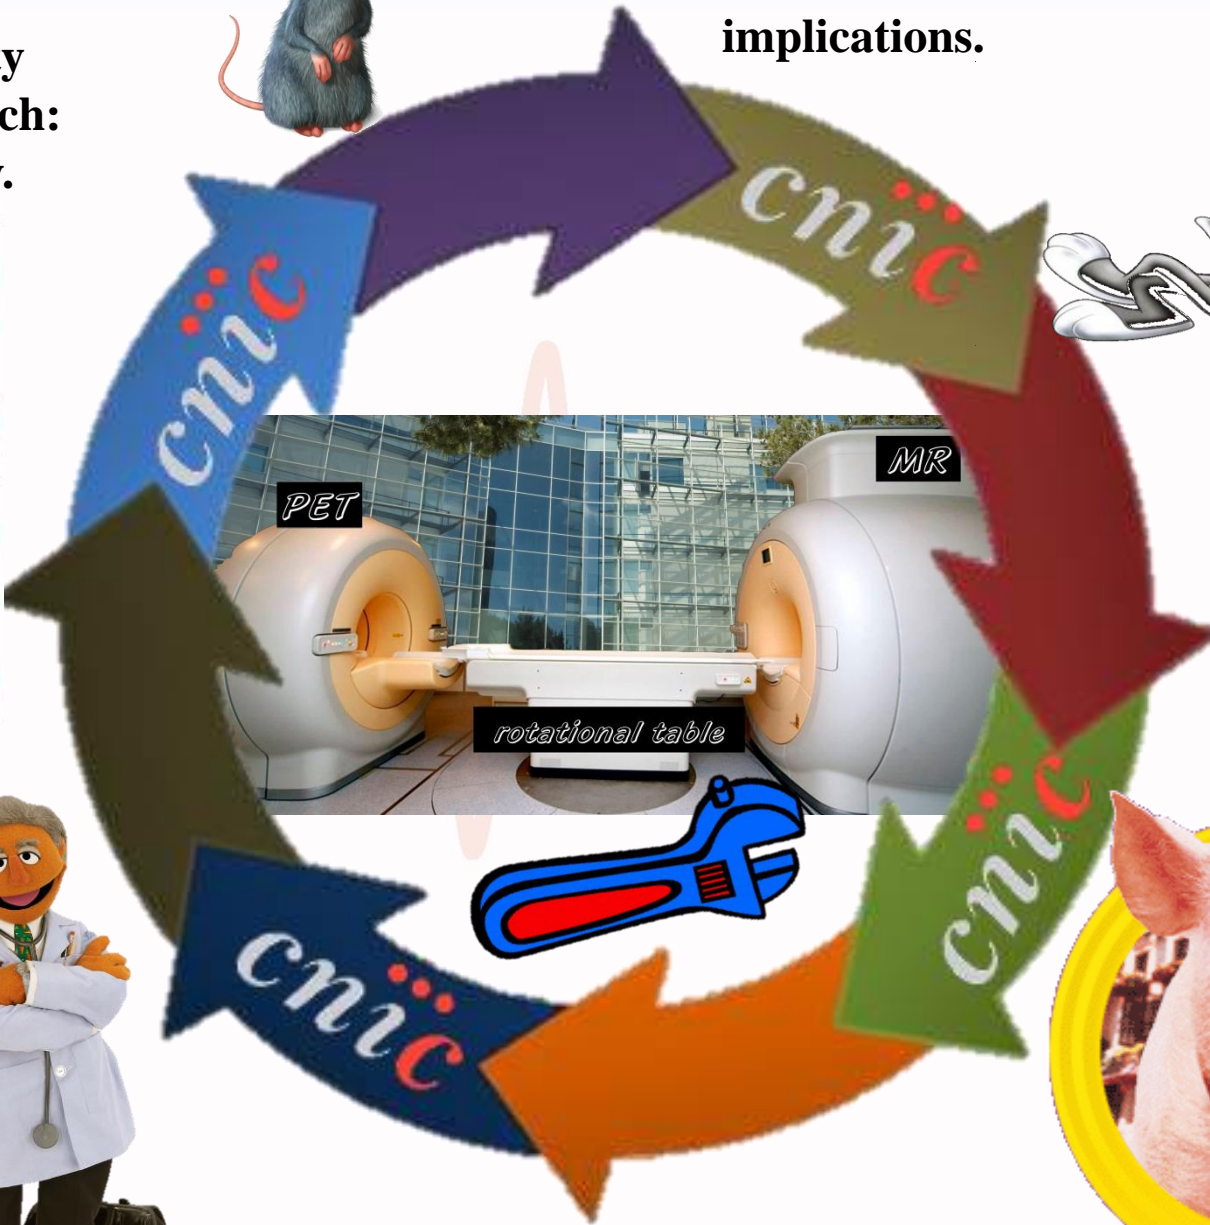 implications.
y
ch:
.
cnic
cnic
MR
PET
rotational table
cnic
cnic